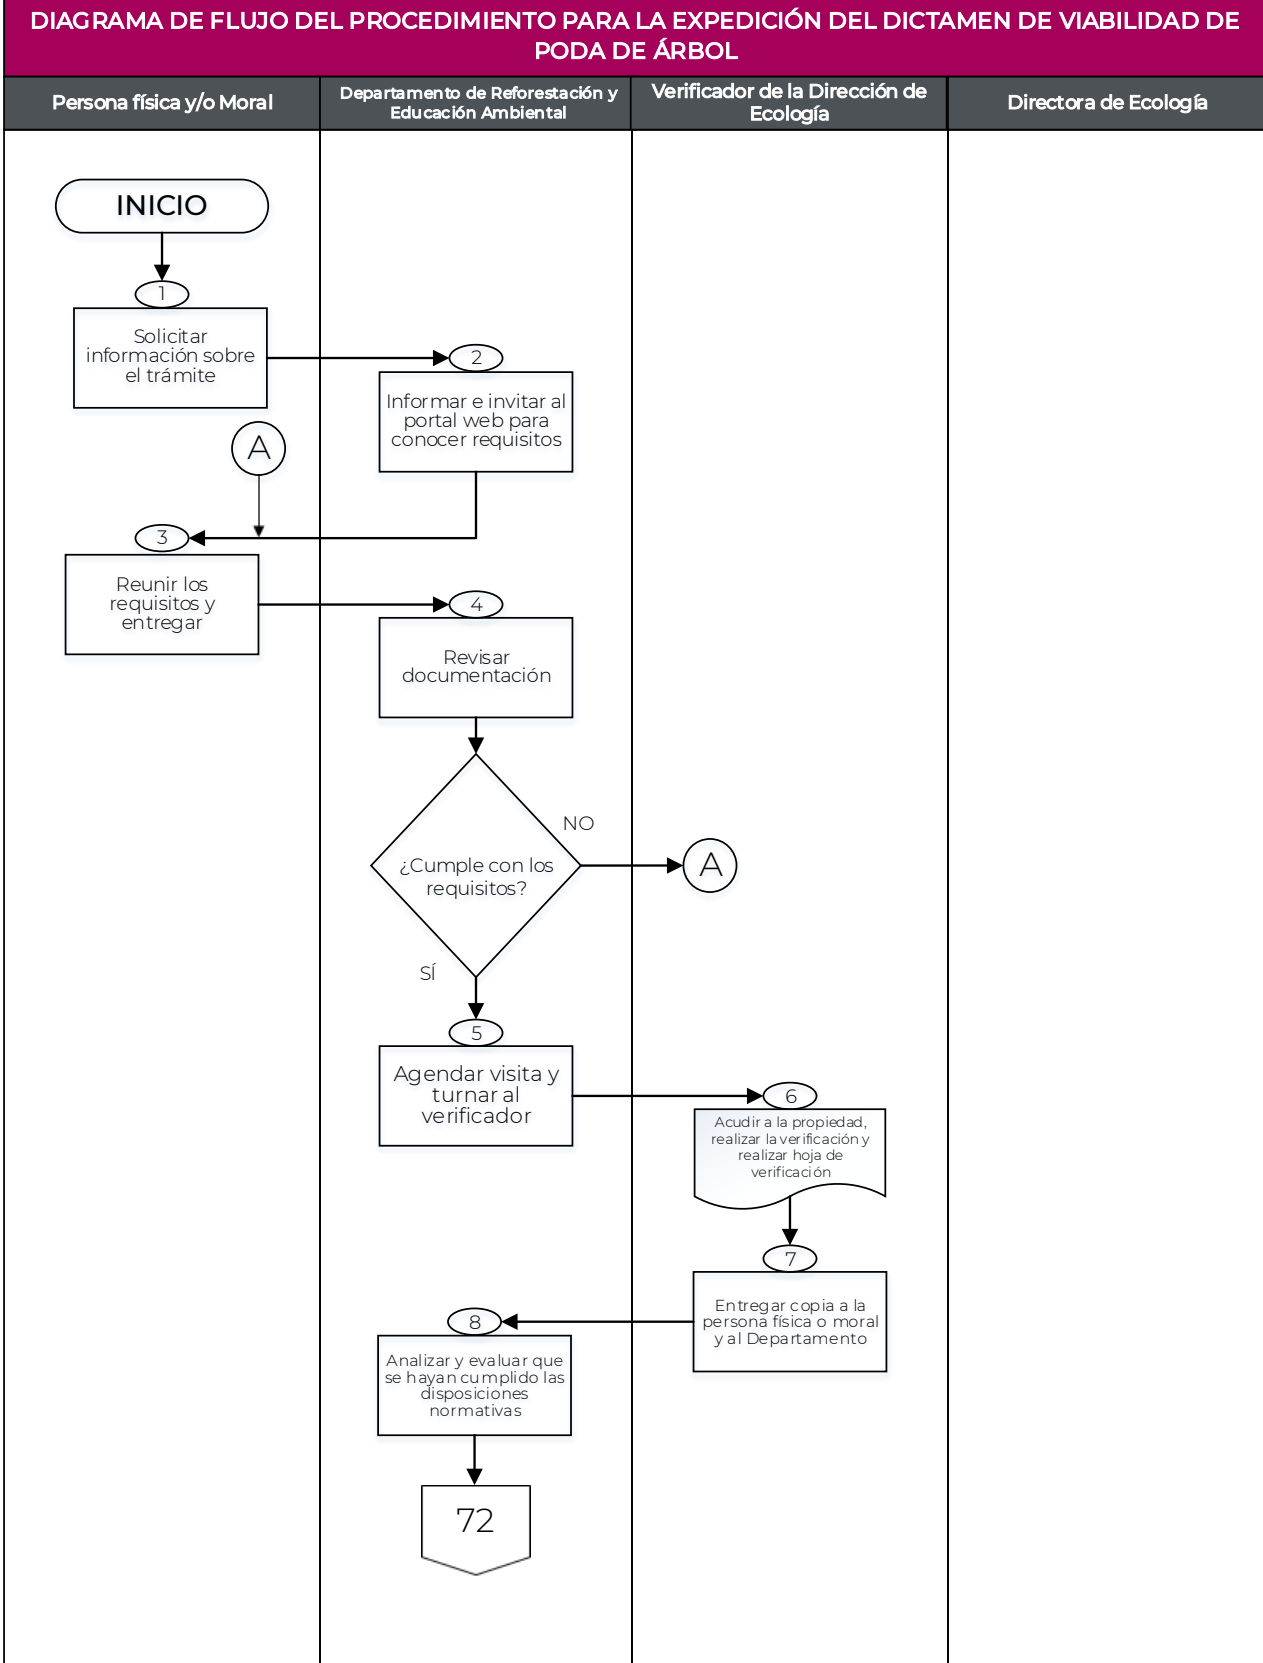 DIAGRAMA DE FLUJO DEL PROCEDIMIENTO PARA LA EXPEDICIÓN DEL DICTAMEN DE VIABILIDAD DE
PODA DE ÁRBOL
Persona física y/o Moral
Departamento de Reforestación y
Educación Ambiental
Verificador de la Dirección de
Ecología
Directora de Ecología
INICIO
1
Solicitar
información sobre
el trámite
2
Informar e invitar al
portal web para
conocer requisitos
A
3
Reunir los
requisitos y
entregar
4
Revisar
documentación
NO
¿Cumple con los
requisitos?
A
SÍ
5
Agendar visita y
turnar al
verificador
6
Acudir a la propiedad,
realizar la verificación y
realizar hoja de
verificación
7
Entregar copia a la
persona física o moral
y al Departamento
8
Analizar y evaluar que
se hayan cumplido las
disposiciones
normativas
72